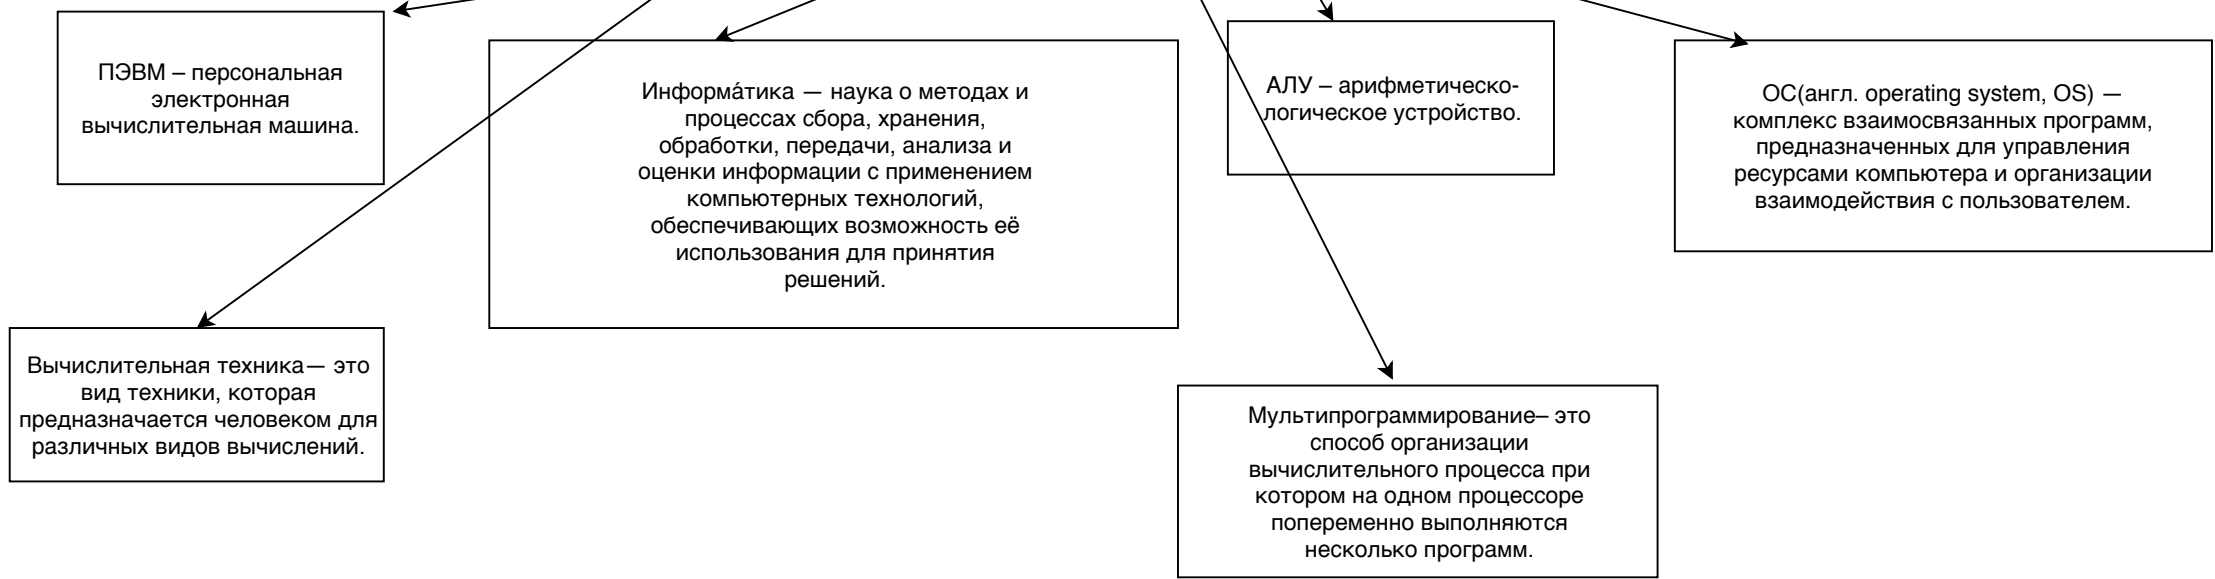 ПЭВМ – персональная
электронная
вычислительная машина.
Информа́тика — наука о методах и
процессах сбора, хранения,
обработки, передачи, анализа и
оценки информации с применением
компьютерных технологий,
обеспечивающих возможность её
использования для принятия
решений.
АЛУ – арифметическо-
логическое устройство.
ОС(англ. operating system, OS) —
комплекс взаимосвязанных программ,
предназначенных для управления
ресурсами компьютера и организации
взаимодействия с пользователем.
Вычислительная техника— это
вид техники, которая
предназначается человеком для
различных видов вычислений.
Мультипрограммирование– это
способ организации
вычислительного процесса при
котором на одном процессоре
попеременно выполняются
несколько программ.